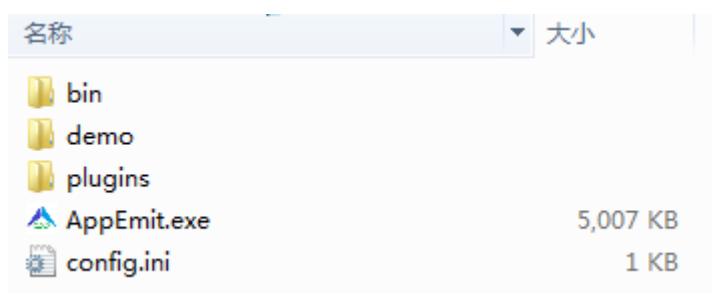 名称 大小
bin
demo
plugins
AppEmit.exe 5,007 KB
config.ini 1 KB